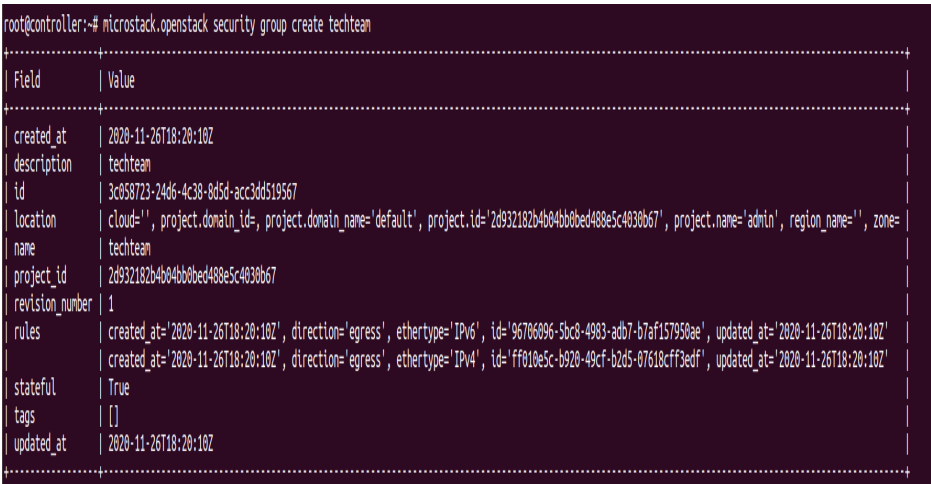 root@controller:~# microstack.openstack security group create techteam
| Field | Value |
| created_at | 2020-11-26T18:20:10Z |
| description | techteam |
| id | 3c058723-24d6-4c38-8d5d-acc3dd519567 |
| location | cloud='', project.domain_id=, project.domain_name='default', project.id='2d932182b4b04bb0bed488e5c4030b67', project.name='admin', region_name='', zone= |
| name | techteam |
| project_id | 2d932182b4b04bb0bed488e5c4030b67 |
| revision_number | 1 |
| rules | created_at='2020-11-26T18:20:10Z', direction='egress', ethertype='IPv6', id='96706096-5bc8-4983-adb7-b7af157950ae', updated_at='2020-11-26T18:20:10Z' |
| | created_at='2020-11-26T18:20:10Z', direction='egress', ethertype='IPv4', id='ff010e5c-b920-49cf-b2d5-07618cff3edf', updated_at='2020-11-26T18:20:10Z' |
| stateful | True |
| tags | [] |
| updated_at | 2020-11-26T18:20:10Z |